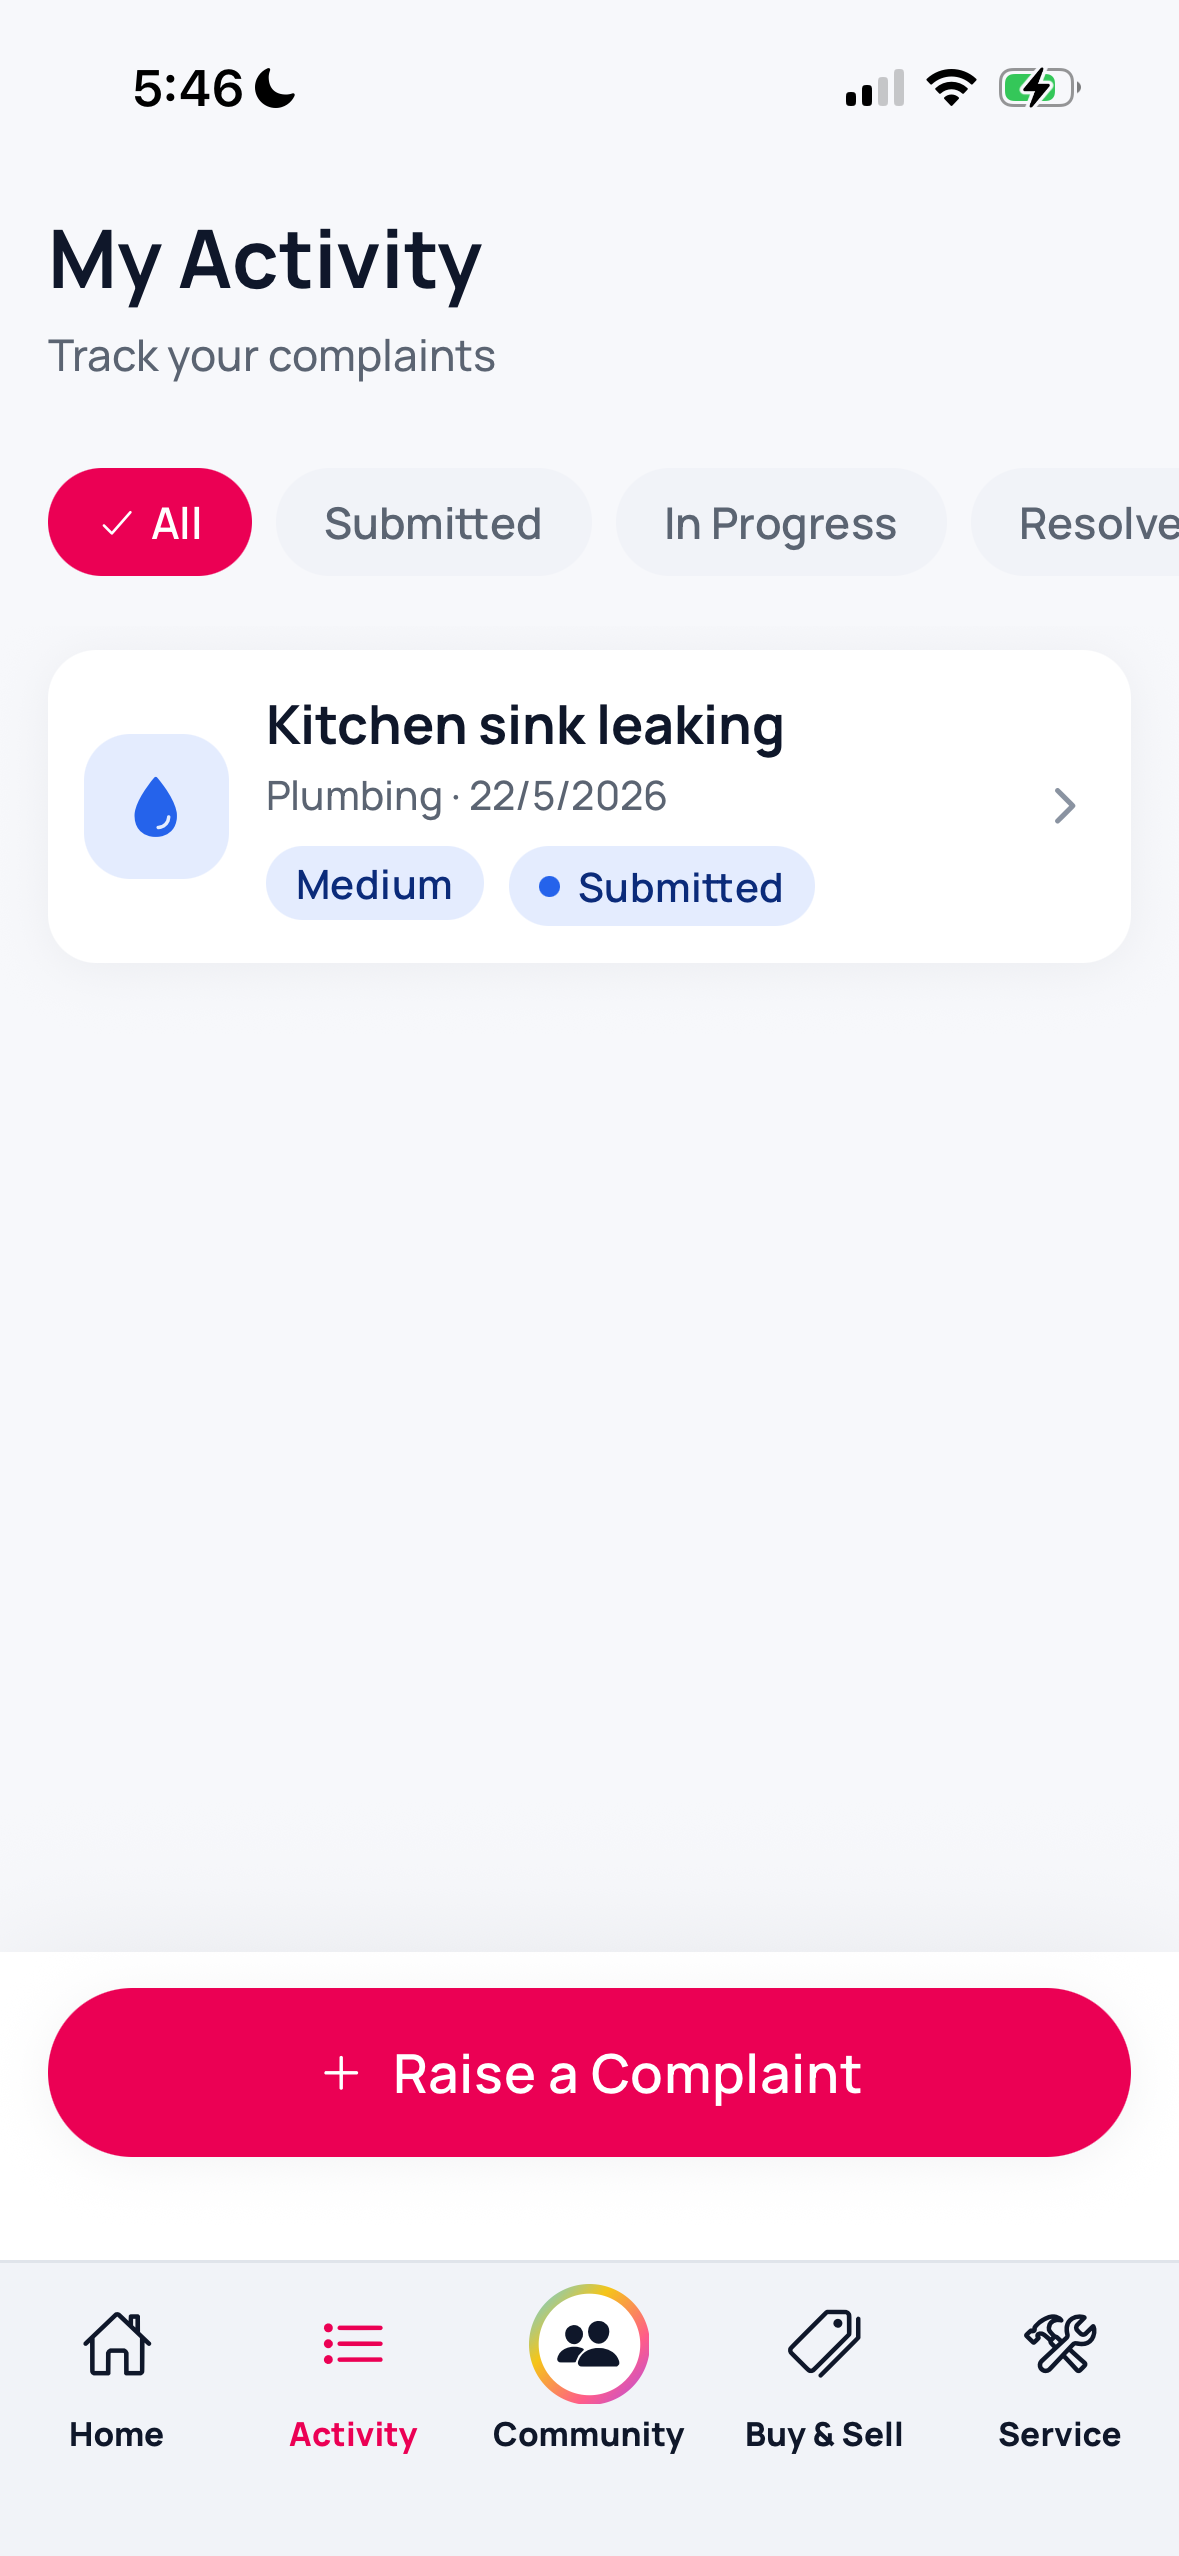 5:46
My Activity
Track your complaints
All
Submitted
In Progress
Resolve
Kitchen sink leaking
Plumbing · 22/5/2026
Medium
Submitted
Raise a Complaint
Home
Activity
Community
Buy & Sell
Service